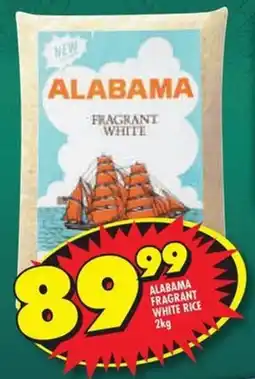 NEW
ALABAMA
FRAGRANT
WHITE
89 99
ALABAMA
FRAGRANT
WHITE RICE
2kg